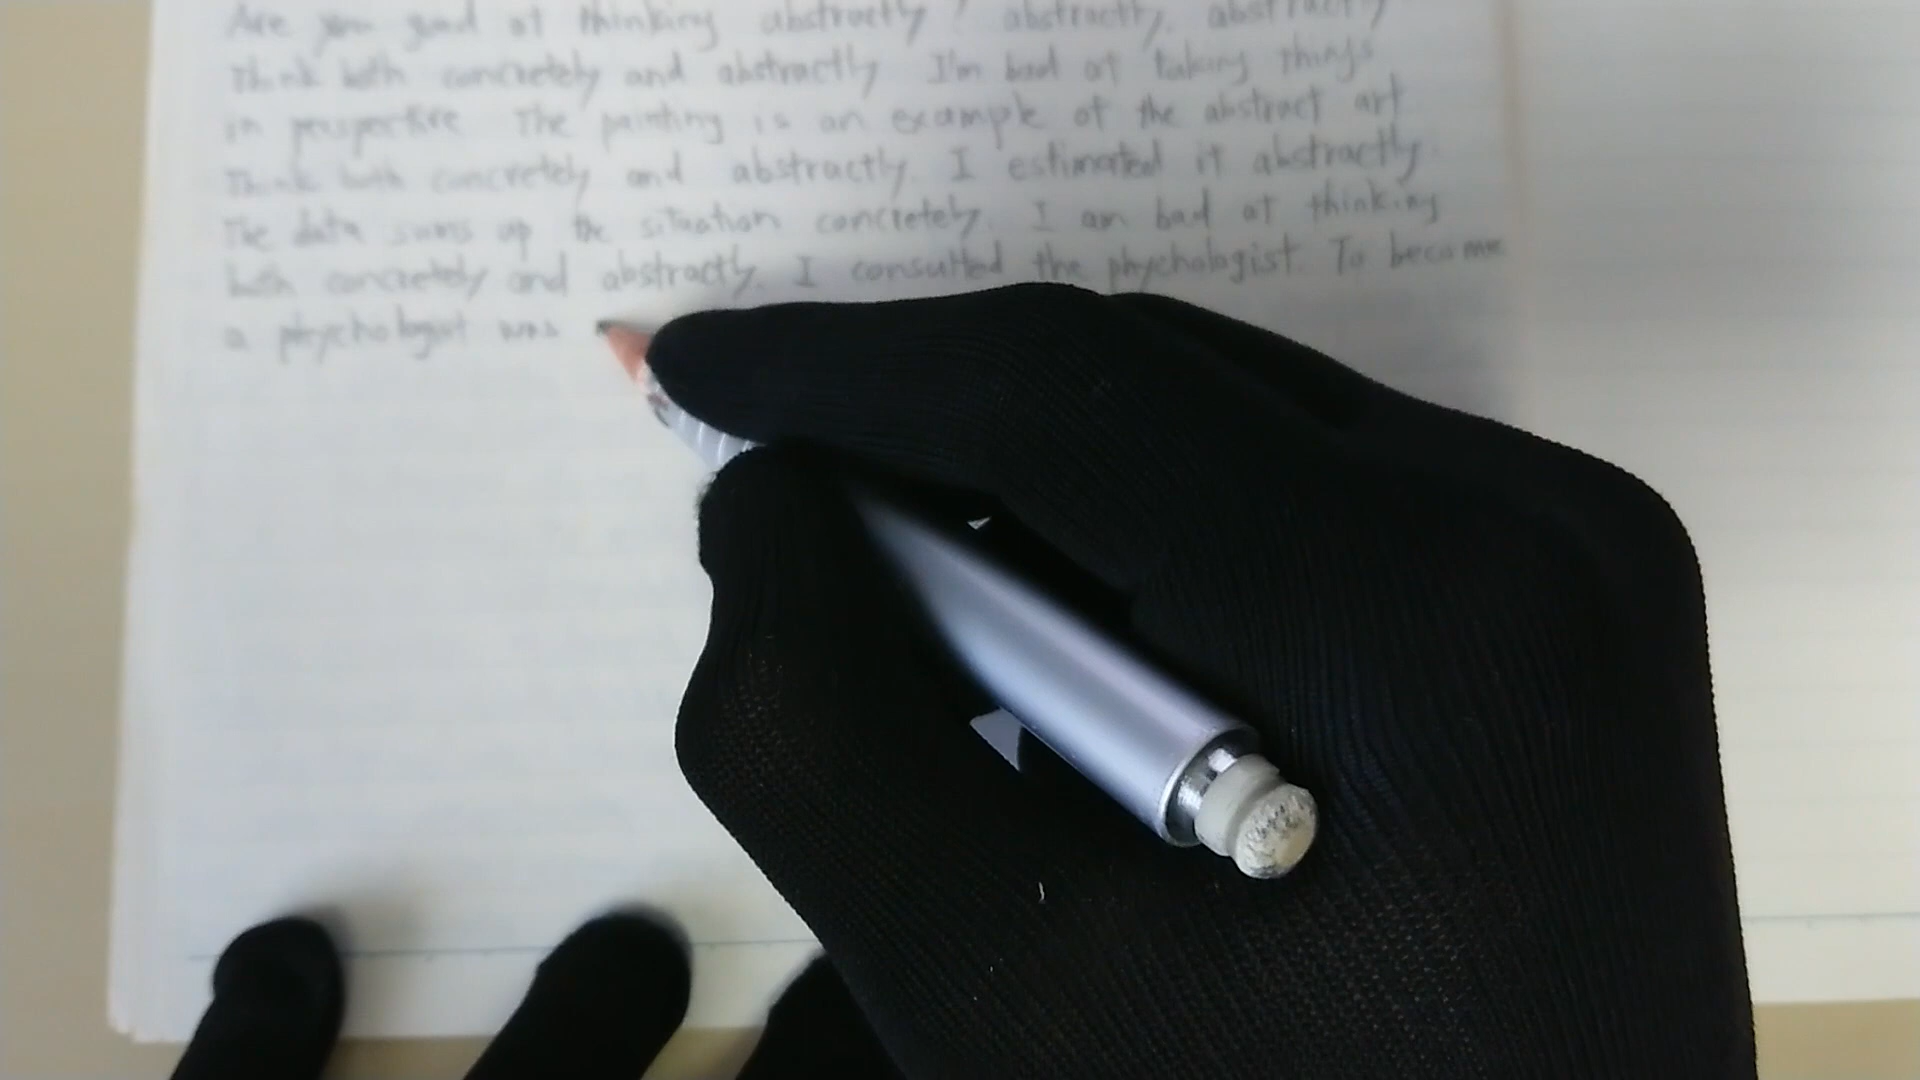 Are you good at thinking abstractly? abstractly, abstractly
Think both concretely and abstractly I'm bad at taking things
in perspective The painting is an example of the abstract art
Think both concretely and abstractly. I estimated it abstractly.
The data sums up the situation concretely. I am bad at thinking
both concretely and abstractly. I consulted the phychologist. To become
a phychologist was